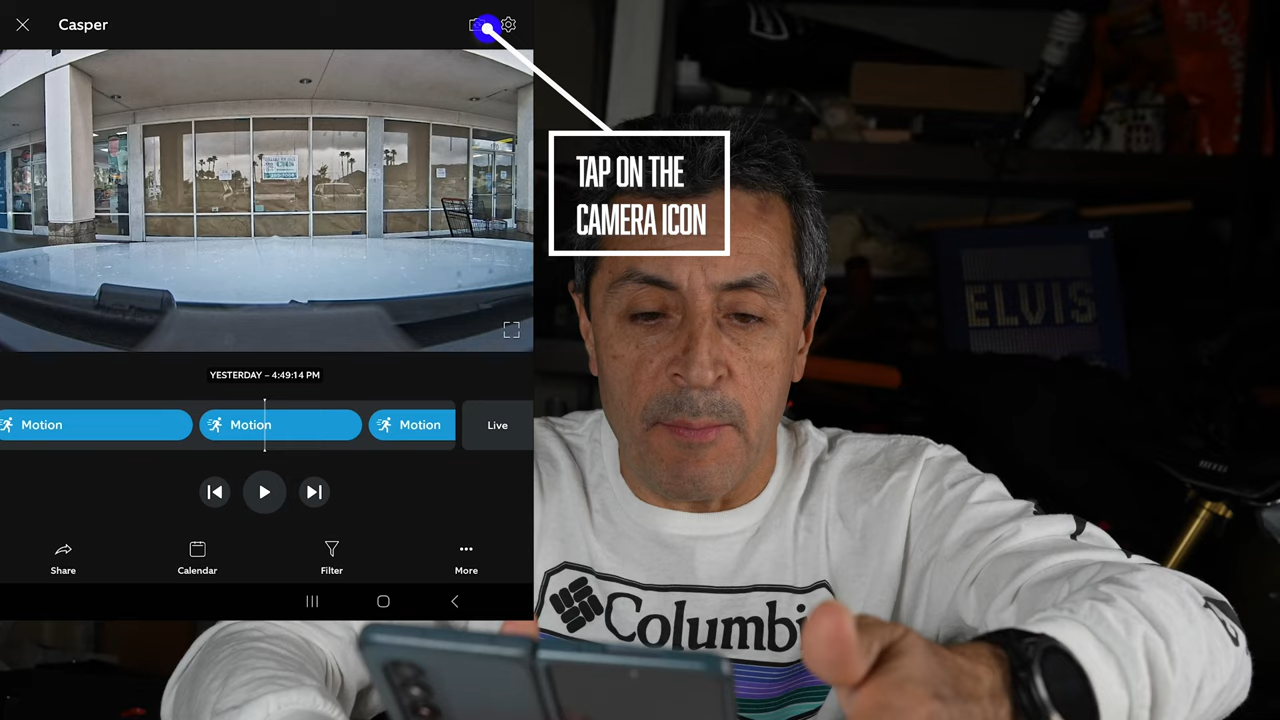 Casper
TAP ON THE
CAMERA ICON
YESTERDAY – 4:49:14 PM
Motion
Motion
Motion
Live
Share
Calendar
Filter
More
ELVIS
Columbi